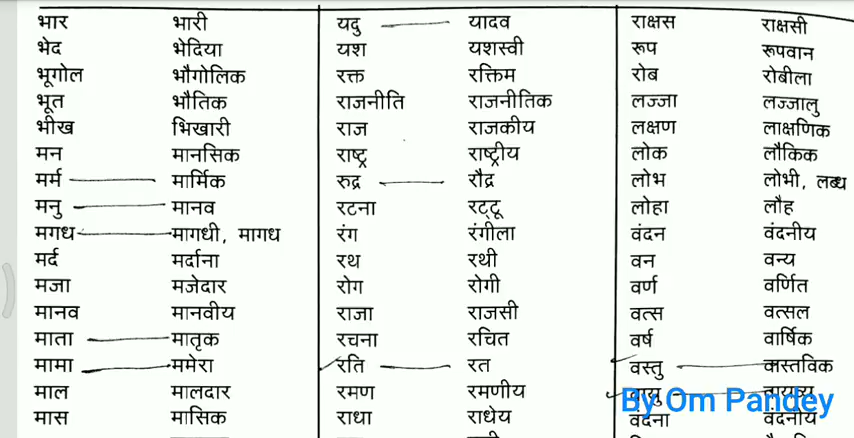 भार भारी यदु यादव राक्षस राक्षसी
भेद भेदिया यश यशस्वी रूप रूपवान
भूगोल भौगोलिक रक्त रक्तिम रोब रोबीला
भूत भौतिक राजनीति राजनीतिक लज्जा लज्जालु
भीख भिखारी राज राजकीय लक्षण लाक्षणिक
मन मानसिक राष्ट्र राष्ट्रीय लोक लौकिक
मर्म मार्मिक रुद्र रौद्र लोभ लोभी, लब्ध
मनु मानव रटना रट्टू लोहा लौह
मगध मागधी, मागध रंग रंगीला वंदन वंदनीय
मर्द मर्दाना रथ रथी वन वन्य
मजा मजेदार रोग रोगी वर्ण वर्णित
मानव मानवीय राजा राजसी वत्स वत्सल
माता मातृक रचना रचित वर्ष वार्षिक
मामा ममेरा रति रत वस्तु वास्तविक
माल मालदार रमण रमणीय वायु वायव्य
By Om Pandey
मास मासिक राधा राधेय वंदना वंदनीय